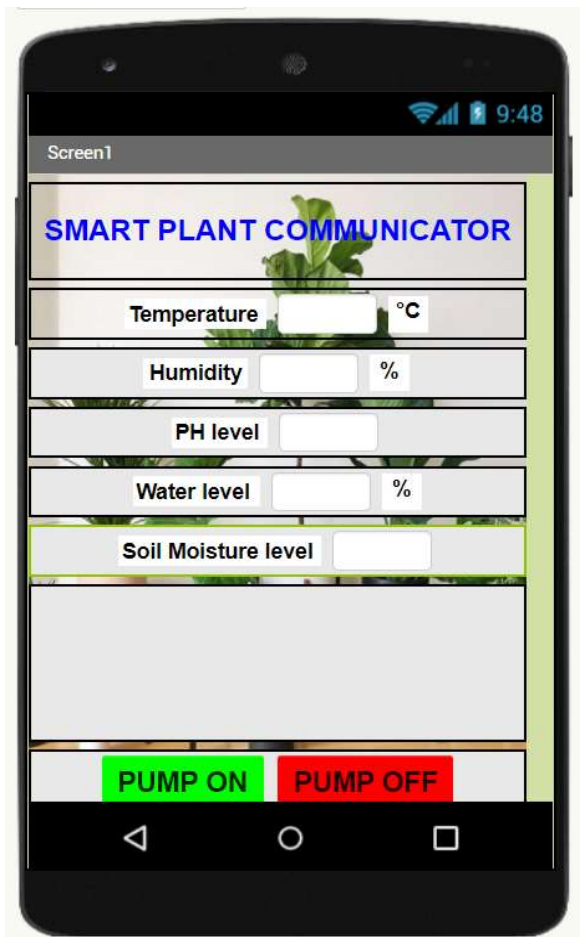 9:48
Screen1
SMART PLANT COMMUNICATOR
Temperature °C
Humidity %
PH level
Water level %
Soil Moisture level
PUMP ON PUMP OFF